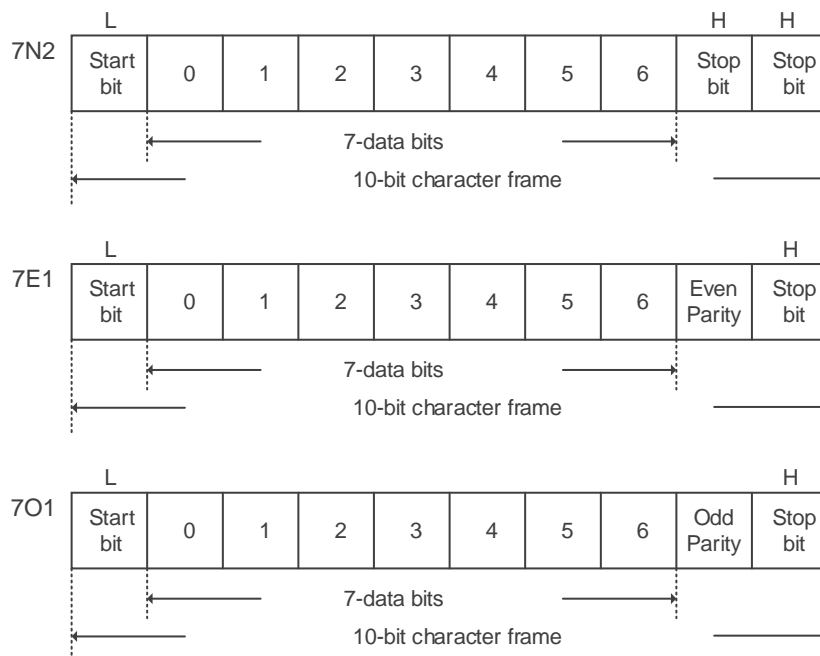 L H H
7N2 Start bit 0 1 2 3 4 5 6 Stop bit Stop bit
7-data bits
10-bit character frame
L H
7E1 Start bit 0 1 2 3 4 5 6 Even Parity Stop bit
7-data bits
10-bit character frame
L H
7O1 Start bit 0 1 2 3 4 5 6 Odd Parity Stop bit
7-data bits
10-bit character frame